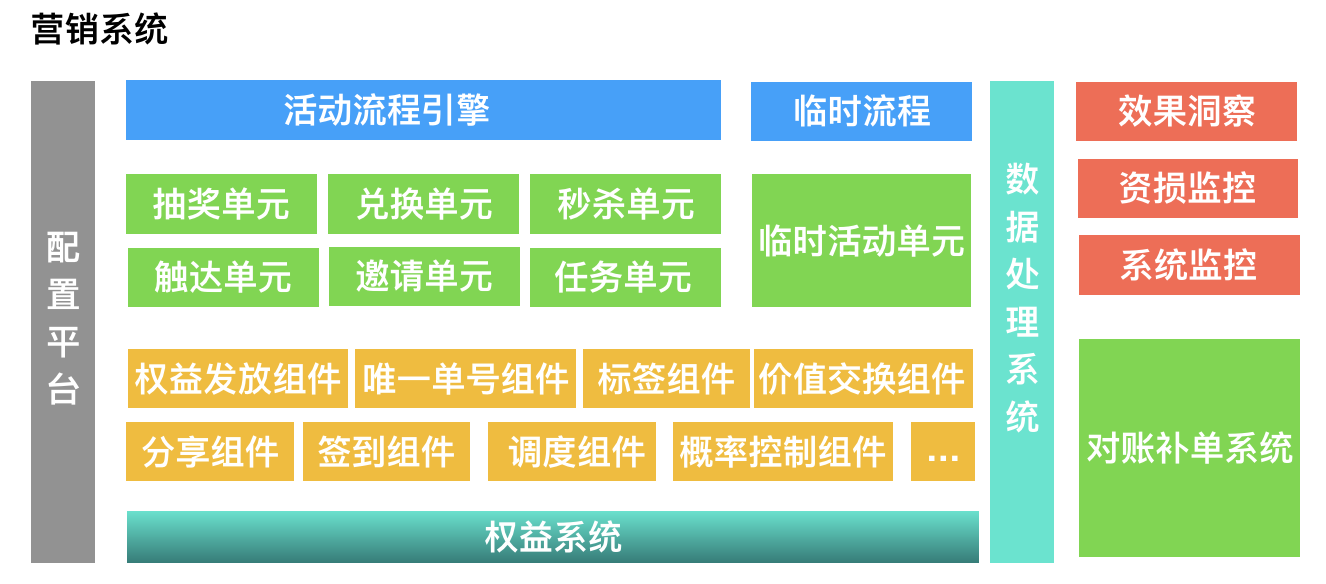 营销系统
配置平台
活动流程引擎
临时流程
抽奖单元
兑换单元
秒杀单元
触达单元
邀请单元
任务单元
临时活动单元
权益发放组件
唯一单号组件
标签组件
价值交换组件
分享组件
签到组件
调度组件
概率控制组件
...
权益系统
数据处理系统
效果洞察
资损监控
系统监控
对账补单系统